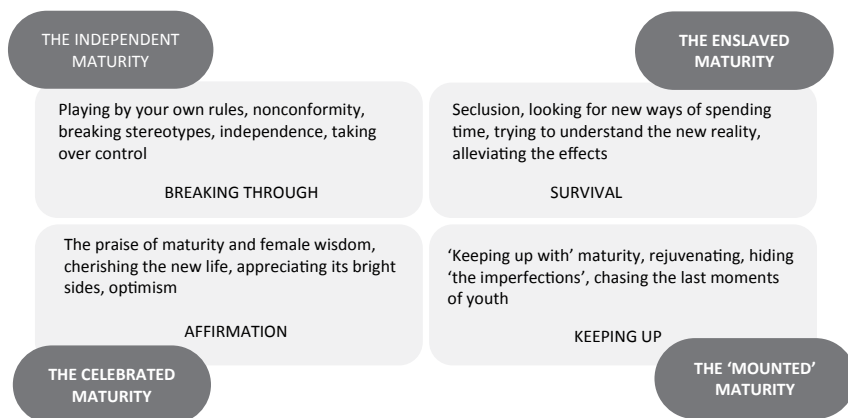 THE INDEPENDENT
MATURITY
Playing by your own rules, nonconformity,
breaking stereotypes, independence, taking
over control
BREAKING THROUGH
THE ENSLAVED
MATURITY
Seclusion, looking for new ways of spending
time, trying to understand the new reality,
alleviating the effects
SURVIVAL
The praise of maturity and female wisdom,
cherishing the new life, appreciating its bright
sides, optimism
AFFIRMATION
THE CELEBRATED
MATURITY
‘Keeping up with’ maturity, rejuvenating, hiding
‘the imperfections’, chasing the last moments
of youth
KEEPING UP
THE ‘MOUNTED’
MATURITY